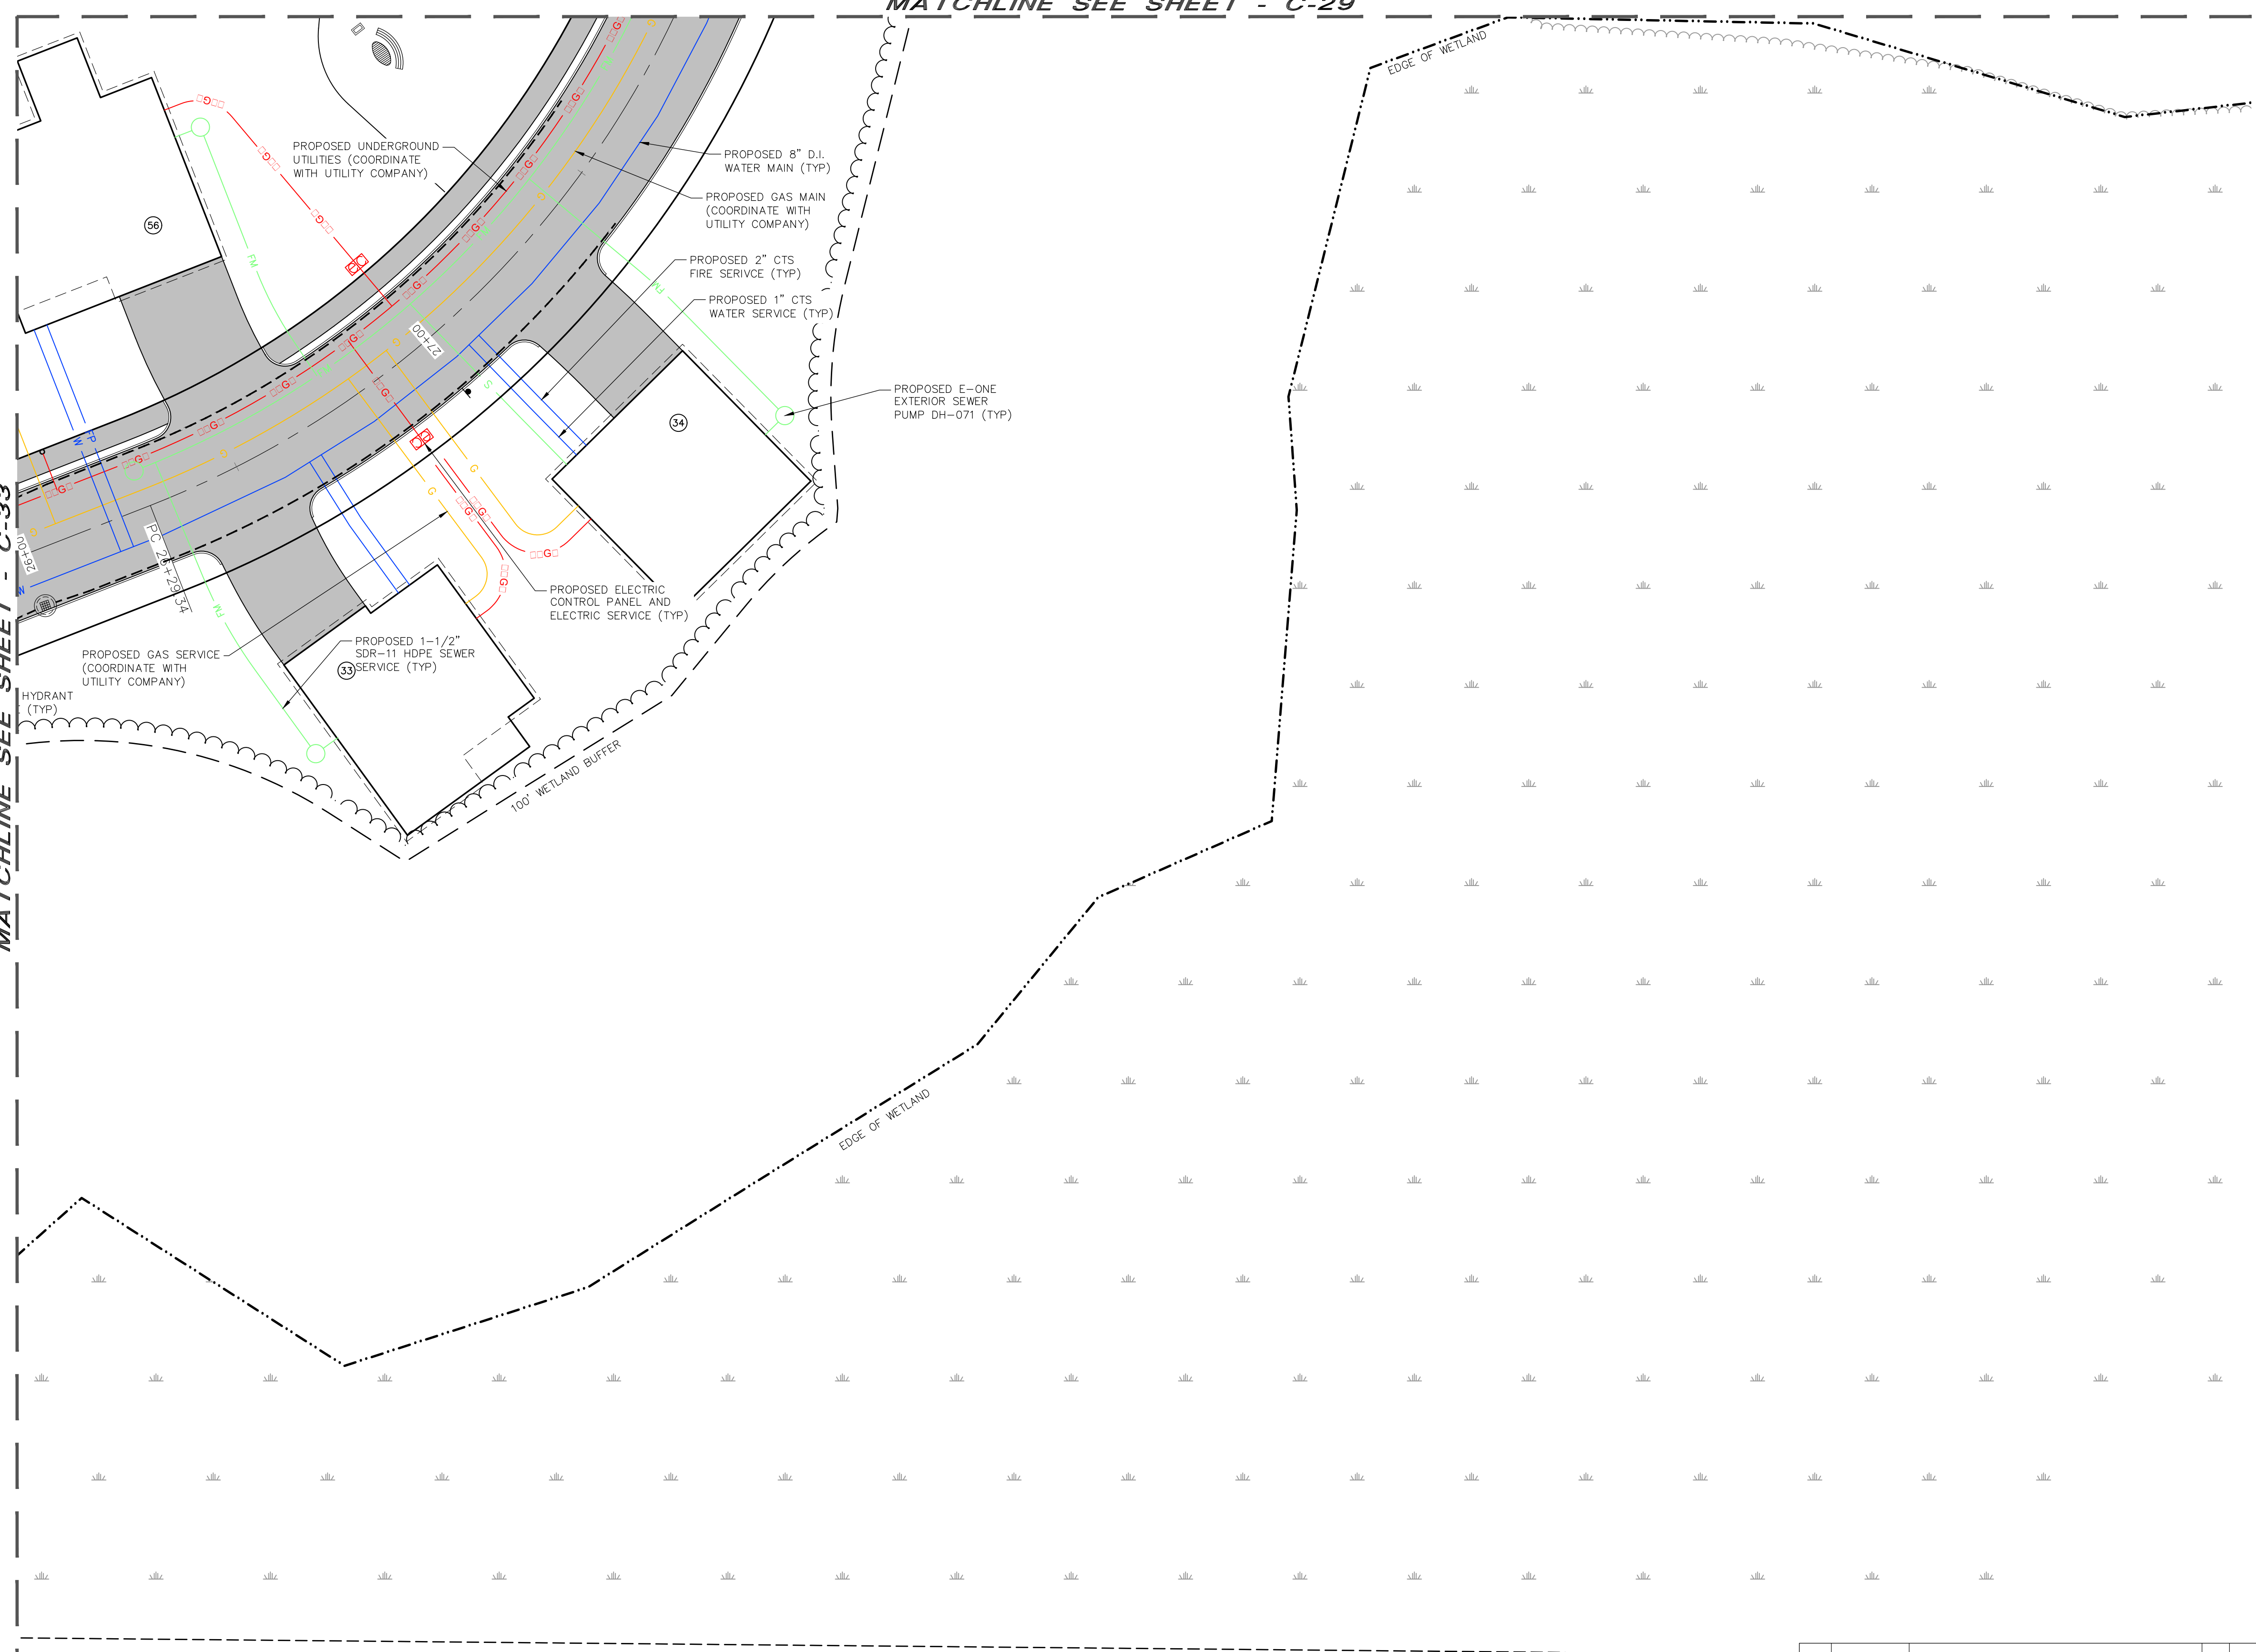 MATCHLINE SEE SHEET - C-29
EDGE OF WETLAND
PROPOSED UNDERGROUND
UTILITIES (COORDINATE
WITH UTILITY COMPANY)
PROPOSED 8" D.I.
WATER MAIN (TYP)
PROPOSED GAS MAIN
(COORDINATE WITH
UTILITY COMPANY)
56
PROPOSED 2" CTS
FIRE SERIVCE (TYP)
PROPOSED 1" CTS
WATER SERVICE (TYP)
FM
FM
27+00
S
PROPOSED E-ONE
EXTERIOR SEWER
PUMP DH-071 (TYP)
34
W
FP
G
G
26+00
PC 26+29.34
W
FM
PROPOSED ELECTRIC
CONTROL PANEL AND
ELECTRIC SERVICE (TYP)
PROPOSED GAS SERVICE
(COORDINATE WITH
UTILITY COMPANY)
PROPOSED 1-1/2"
SDR-11 HDPE SEWER
SERVICE (TYP)
33
HYDRANT
(TYP)
100' WETLAND BUFFER
MATCHLINE SEE SHEET - C-33
EDGE OF WETLAND